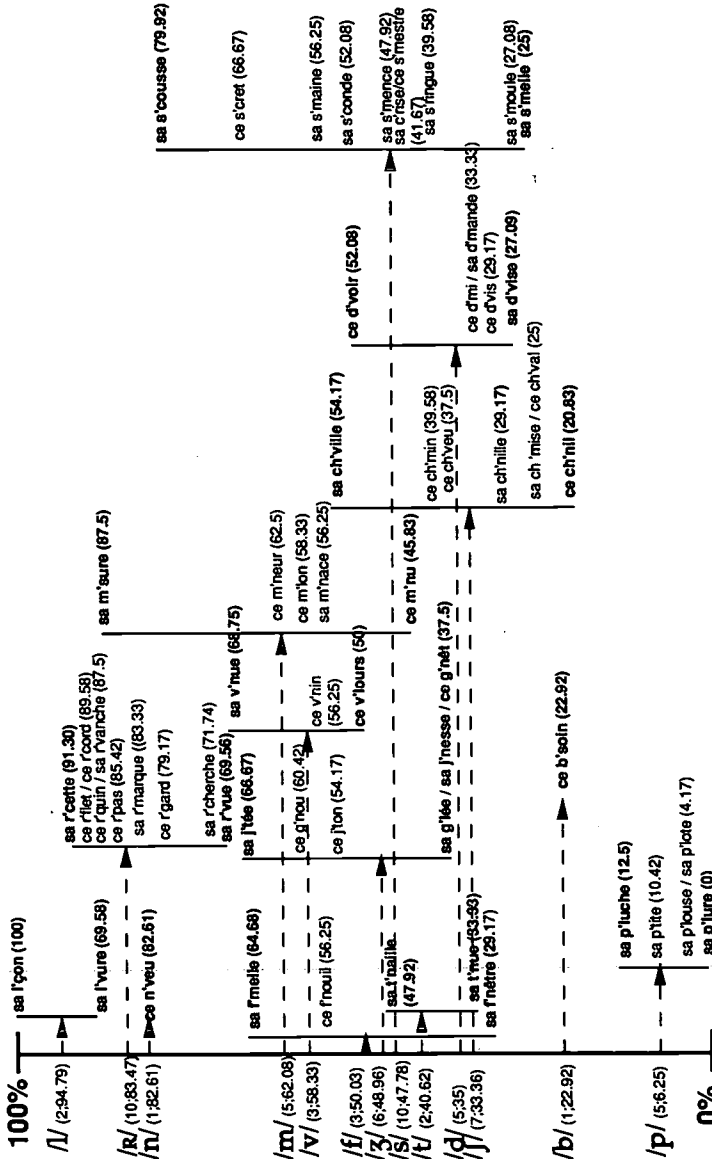 100%
/l/ (2;94.79)
/R/ (10;83.47)
/n/ (1;82.61)
/m/ (5:62.08)
/v/ (3;58.33)
/f/ (3;50.03)
/ʒ/ (6:48.96)
/s/ (10;47.78)
/t/ (2;40.62)
/d/ (5;35)
/ʃ/ (7:33.36)
/b/ (1;22.92)
/p/ (5;6.25)
0%
sa l'çon (100)
sa l'vure (69.58)
ce n'veu (82.61)
sa f'melle (64.68)
ce f'nouil (56.25)
sa t'naille
(47.92)
sa t'nue (33.33)
sa f'nêtre (29.17)
sa p'luche (12.5)
sa p'tite (10.42)
sa p'louse / sa p'lote (4.17)
sa p'lure (0)
sa r'cette (91.30)
ce r'flet / ce r'cord (89.58)
ce r'quin / sa r'vanche (87.5)
ce r'pas (85.42)
sa r'marque ((83.33)
ce r'gard (79.17)
sa r'cherche (71.74)
sa r'vue (69.56)
sa j'tée (66.67)
ce g'nou (60.42)
ce j'ton (54.17)
sa g'lée / sa j'nesse / ce g'nêt (37.5)
ce b'soin (22.92)
sa v'nue (68.75)
ce v'nin
(56.25)
ce v'lours (50)
sa m'sure (87.5)
ce m'neur (62.5)
ce m'lon (58.33)
sa m'nace (56.25)
ce m'nu (45.83)
sa ch'ville (54.17)
ce ch'min (39.58)
ce ch'veu (37.5)
sa ch'nille (29.17)
sa ch 'mise / ce ch'val (25)
ce ch'nil (20.83)
ce d'voir (52.08)
ce d'mi / sa d'mande (33.33)
ce d'vis (29.17)
sa d'vise (27.09)
sa s'cousse (79.92)
ce s'cret (66.67)
sa s'maine (56.25)
sa s'conde (52.08)
sa s'mence (47.92)
sa c'rise/ce s'mestre
(41.67)
sa s'ringue (39.58)
sa s'moule (27.08)
sa s'melle (25)